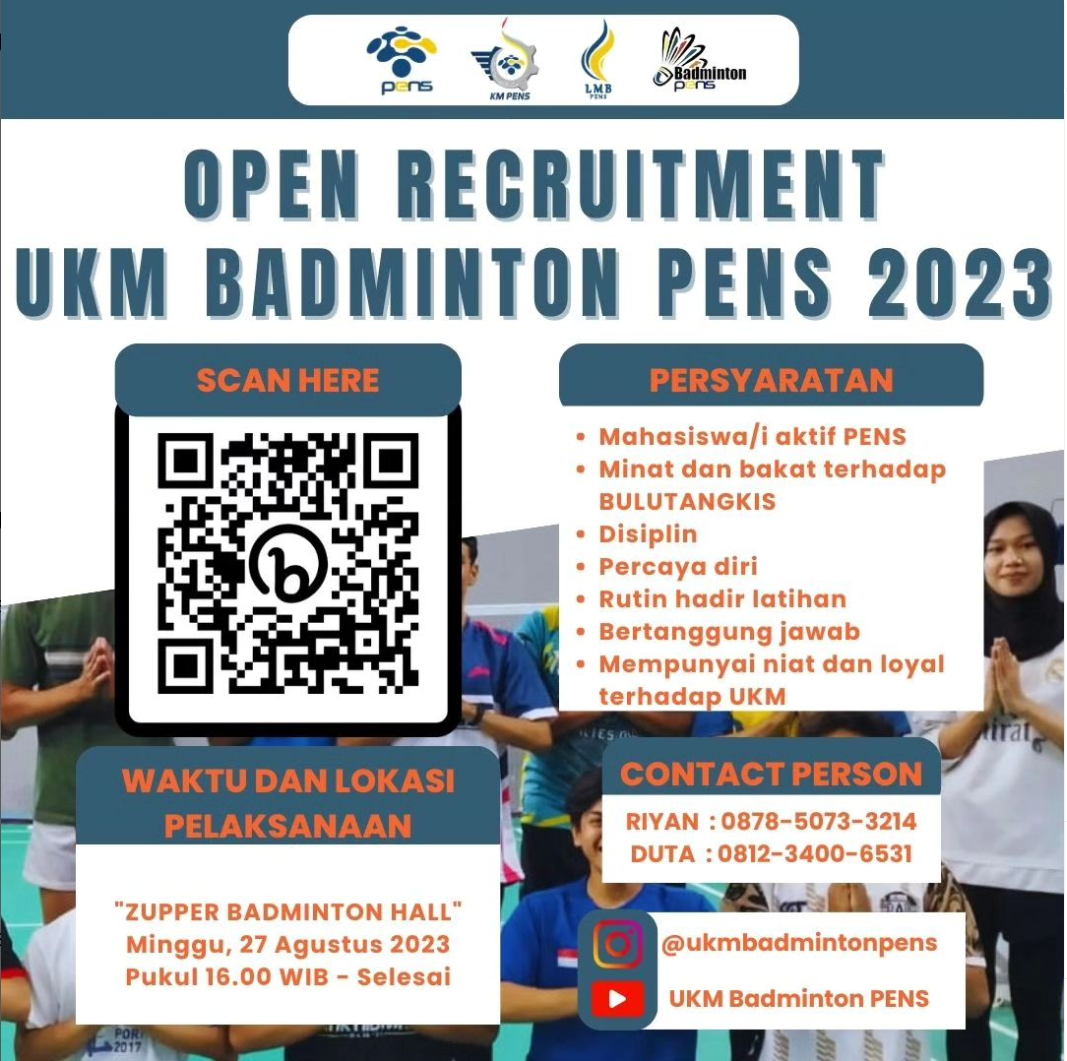 pens
KM PENS
LMB
PENS
Badminton
pens
OPEN RECRUITMENT
UKM BADMINTON PENS 2023
SCAN HERE
b
PERSYARATAN
• Mahasiswa/i aktif PENS
• Minat dan bakat terhadap
BULUTANGKIS
• Disiplin
• Percaya diri
• Rutin hadir latihan
• Bertanggung jawab
• Mempunyai niat dan loyal
terhadap UKM
WAKTU DAN LOKASI
PELAKSANAAN
"ZUPPER BADMINTON HALL"
Minggu, 27 Agustus 2023
Pukul 16.00 WIB - Selesai
CONTACT PERSON
RIYAN : 0878-5073-3214
DUTA : 0812-3400-6531
@ukmbadmintonpens
UKM Badminton PENS
2017